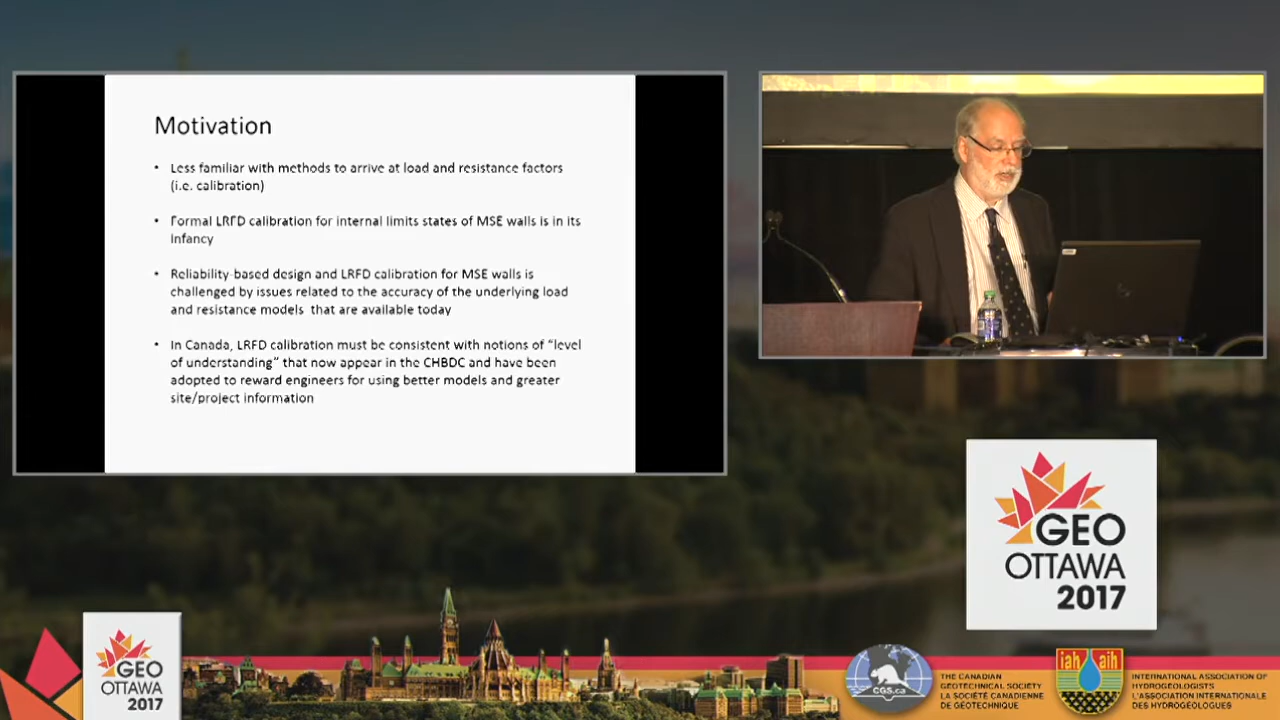 Motivation
• Less familiar with methods to arrive at load and resistance factors
(i.e. calibration)
• Formal LRFD calibration for internal limits states of MSE walls is in its
infancy
• Reliability-based design and LRFD calibration for MSE walls is
challenged by issues related to the accuracy of the underlying load
and resistance models that are available today
• In Canada, LRFD calibration must be consistent with notions of "level
of understanding" that now appear in the CHBDC and have been
adopted to reward engineers for using better models and greater
site/project information
GEO
OTTAWA
2017
GEO
OTTAWA
2017
CGS.ca
THE CANADIAN
GEOTECHNICAL SOCIETY
LA SOCIÉTÉ CANADIENNE
DE GÉOTECHNIQUE
iah aih
INTERNATIONAL ASSOCIATION OF
HYDROGEOLOGISTS
L'ASSOCIATION INTERNATIONALE
DES HYDROGÉOLOGUES